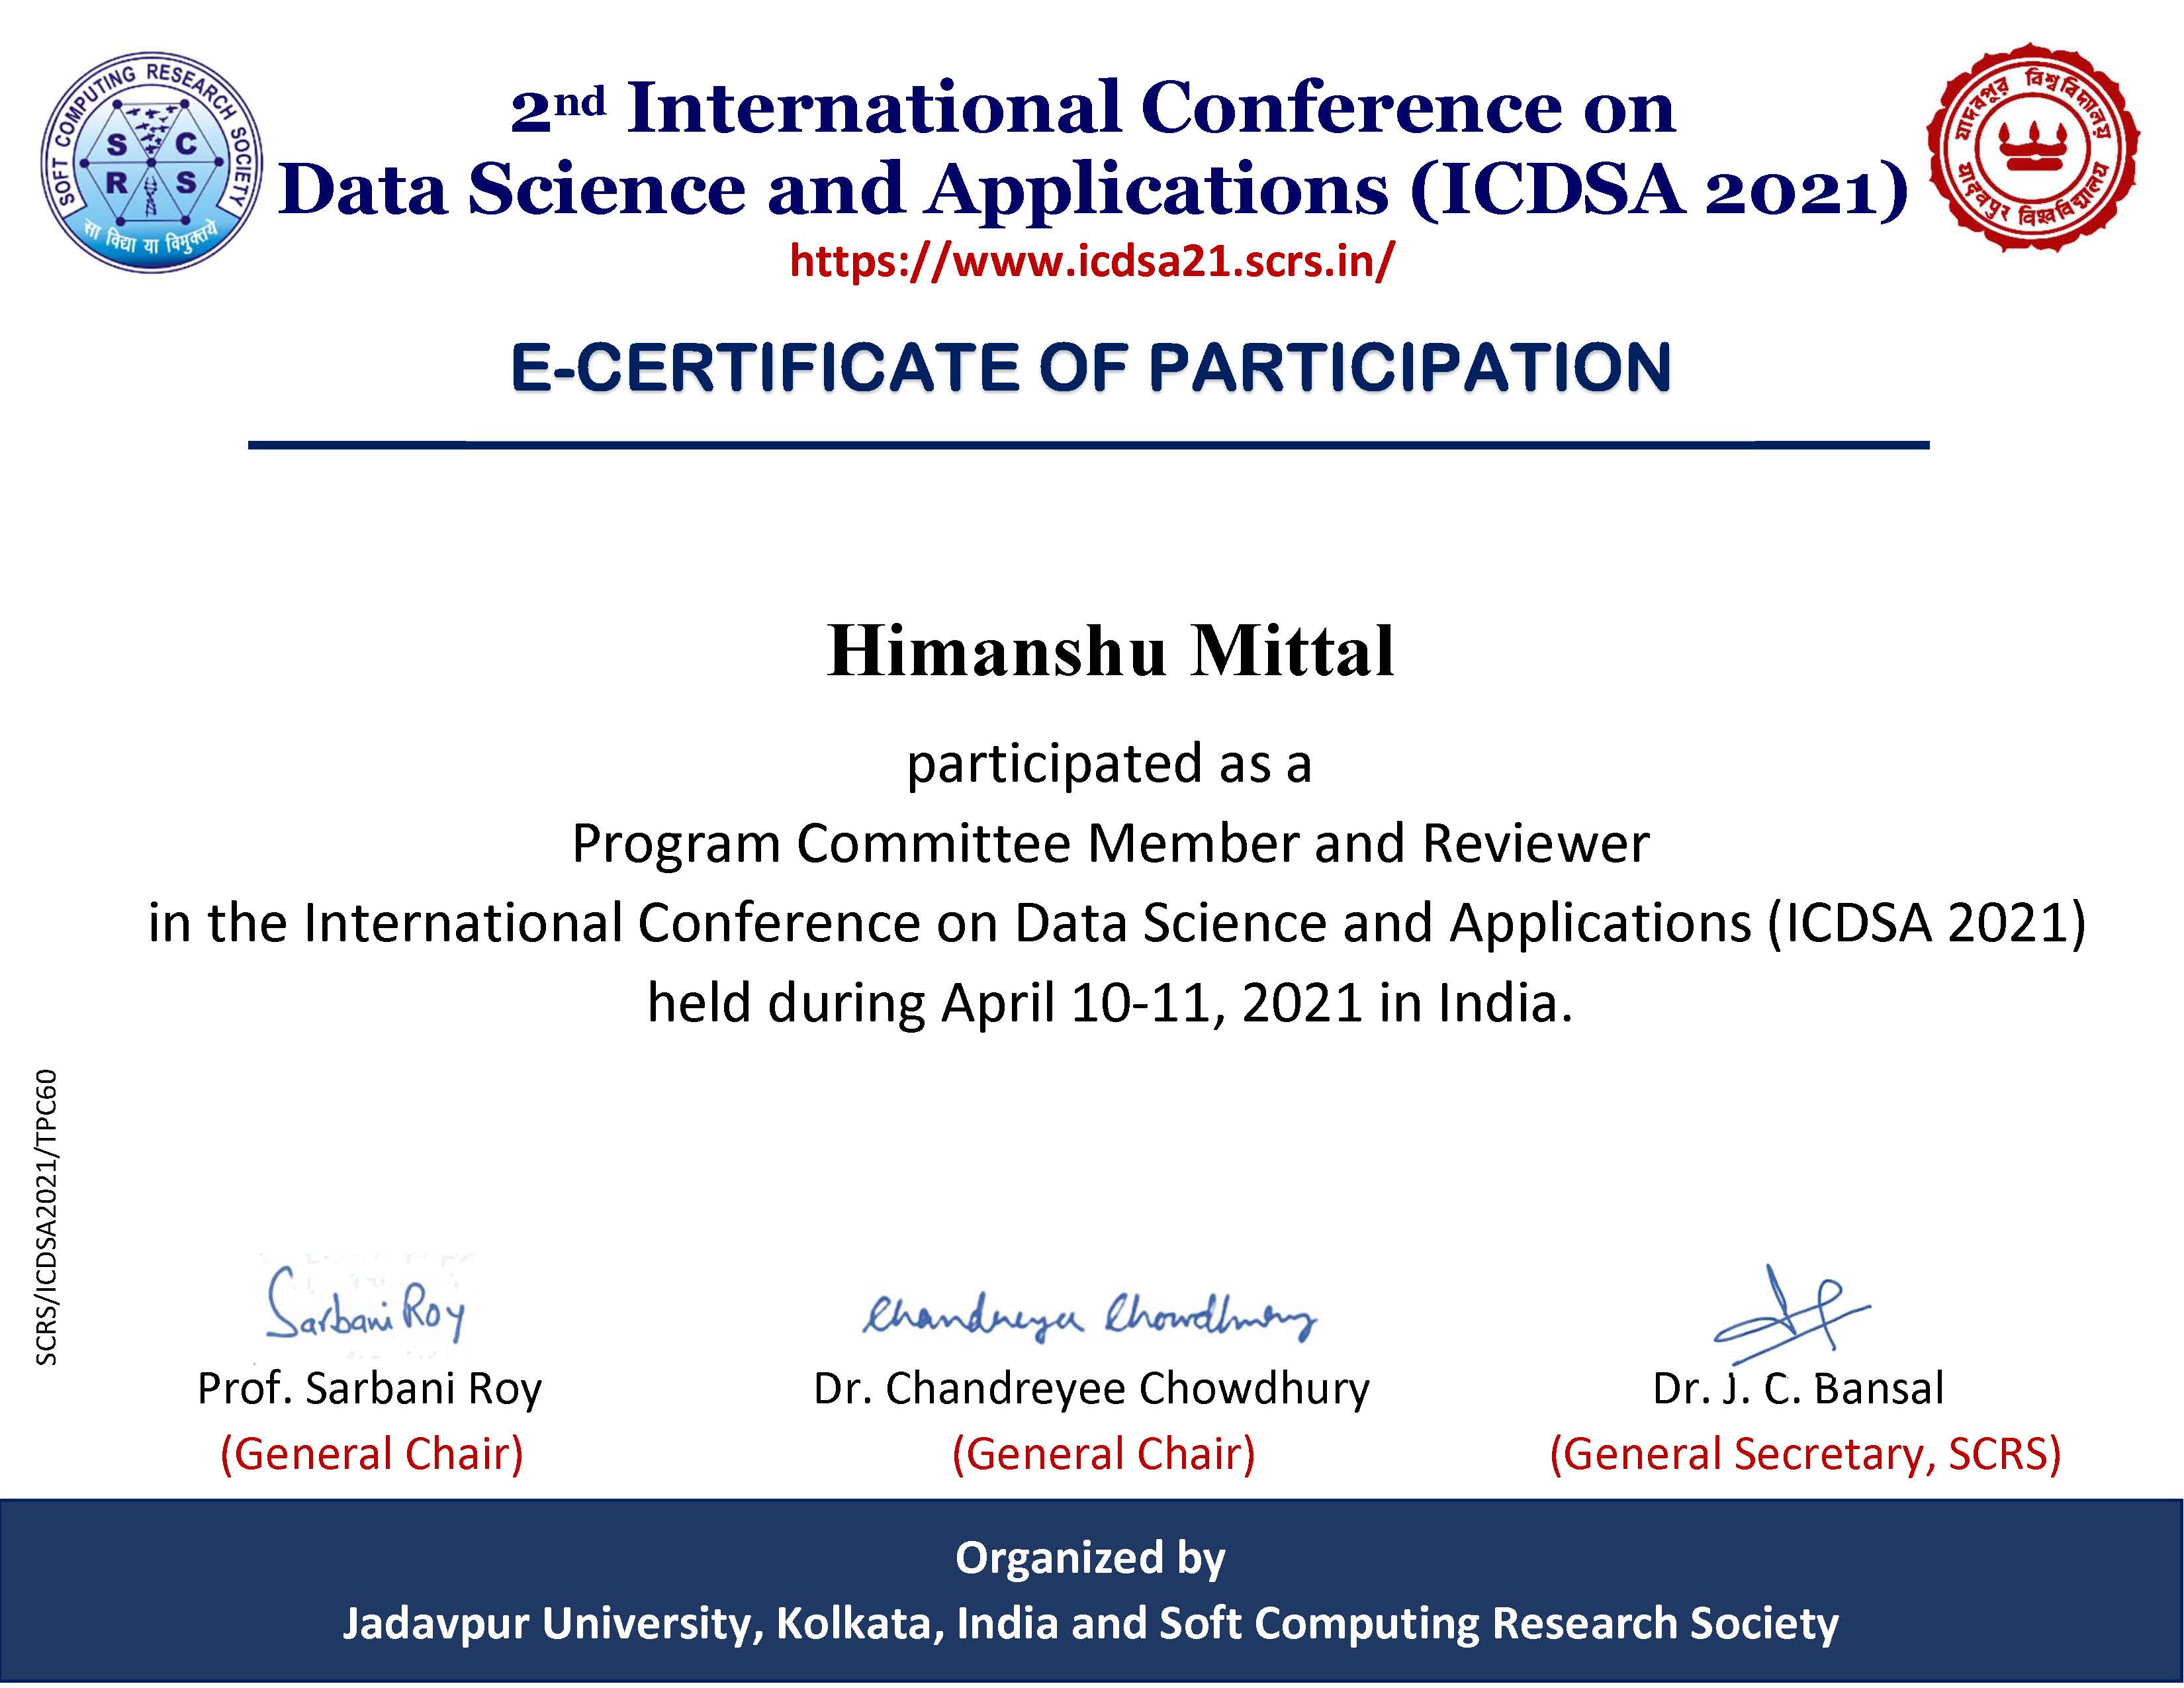 SOFT COMPUTING RESEARCH SOCIETY
S C
R S
सा विद्या या विमुक्तये
2nd International Conference on
Data Science and Applications (ICDSA 2021)
https://www.icdsa21.scrs.in/
যাদবপুর বিশ্ববিদ্যালয়
यादवपुर विश्वविद्यालय
E-CERTIFICATE OF PARTICIPATION
Himanshu Mittal
participated as a
Program Committee Member and Reviewer
in the International Conference on Data Science and Applications (ICDSA 2021)
held during April 10-11, 2021 in India.
SCRS/ICDSA2021/TPC60
Sarbani Roy
Chandreyee Chowdhury
Prof. Sarbani Roy
(General Chair)
Dr. Chandreyee Chowdhury
(General Chair)
Dr. J. C. Bansal
(General Secretary, SCRS)
Organized by
Jadavpur University, Kolkata, India and Soft Computing Research Society